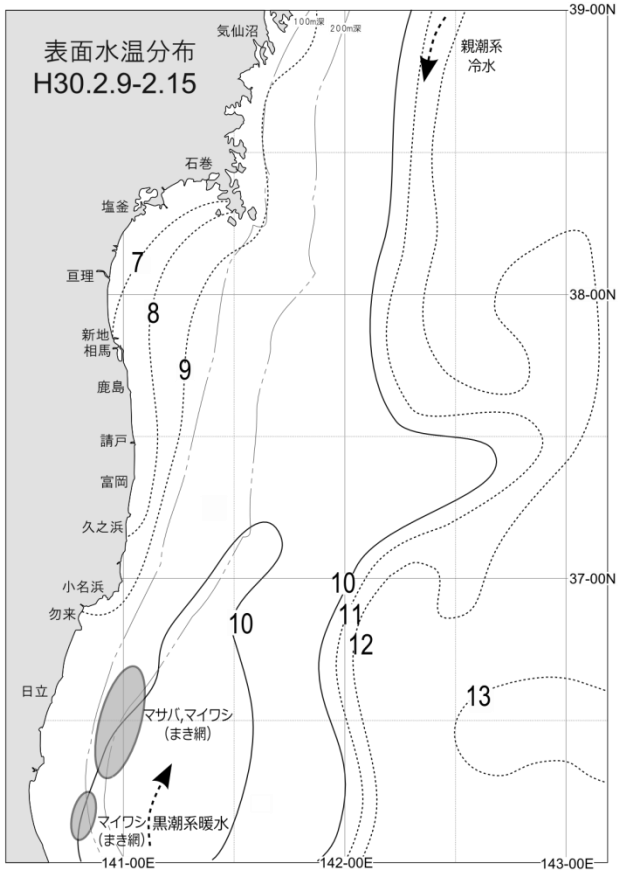 表面水温分布
H30.2.9-2.15
気仙沼
100m深
200m深
39-00N
親潮系
冷水
石巻
塩釜
7
亘理
38-00N
8
新地
相馬
9
鹿島
請戸
富岡
久之浜
小名浜
37-00N
10
勿来
10
11
12
日立
13
マサバ,マイワシ
(まき網)
マイワシ
(まき網)
黒潮系暖水
141-00E
142-00E
143-00E